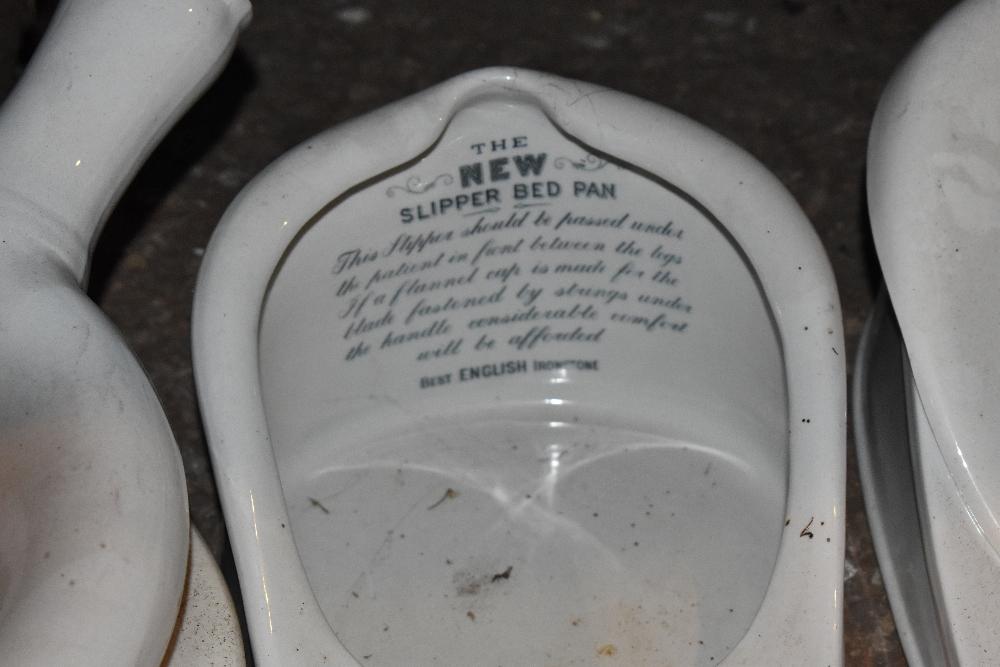 THE
NEW
SLIPPER BED PAN
This Slipper should be passed under
the patient in front between the legs
If a flannel cap is made for the
blade fastened by strings under
the handle considerable comfort
will be afforded
BEST ENGLISH IRONSTONE